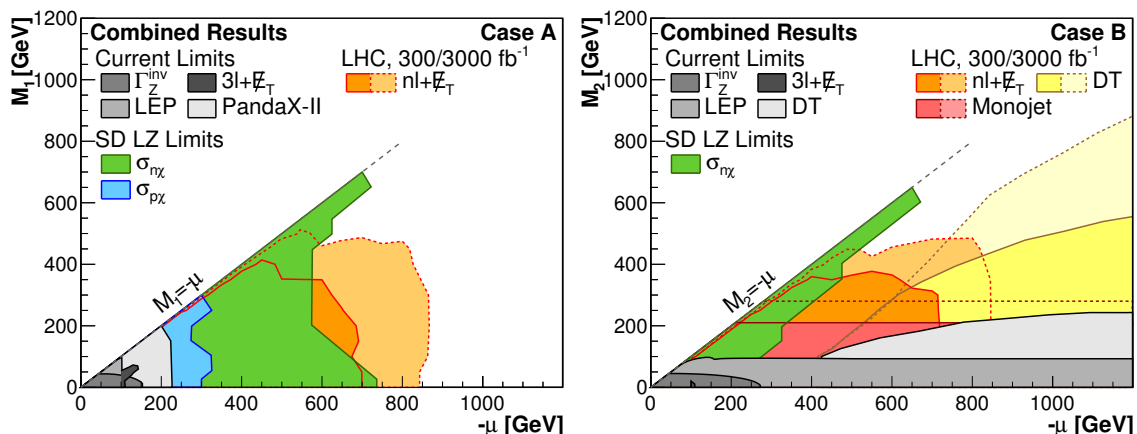 Combined Results Case A
Current Limits LHC, 300/3000 fb⁻¹
Γ_Z^inv 3l+E̸_T nl+E̸_T
LEP PandaX-II
SD LZ Limits
σ_nχ
σ_pχ
M₁=-μ
M₁ [GeV]
1200
1000
800
600
400
200
0
0 200 400 600 800 1000
-μ [GeV]
Combined Results Case B
Current Limits LHC, 300/3000 fb⁻¹
Γ_Z^inv 3l+E̸_T nl+E̸_T DT
LEP DT Monojet
SD LZ Limits
σ_nχ
M₂=-μ
M₂ [GeV]
1200
1000
800
600
400
200
0
0 200 400 600 800 1000
-μ [GeV]